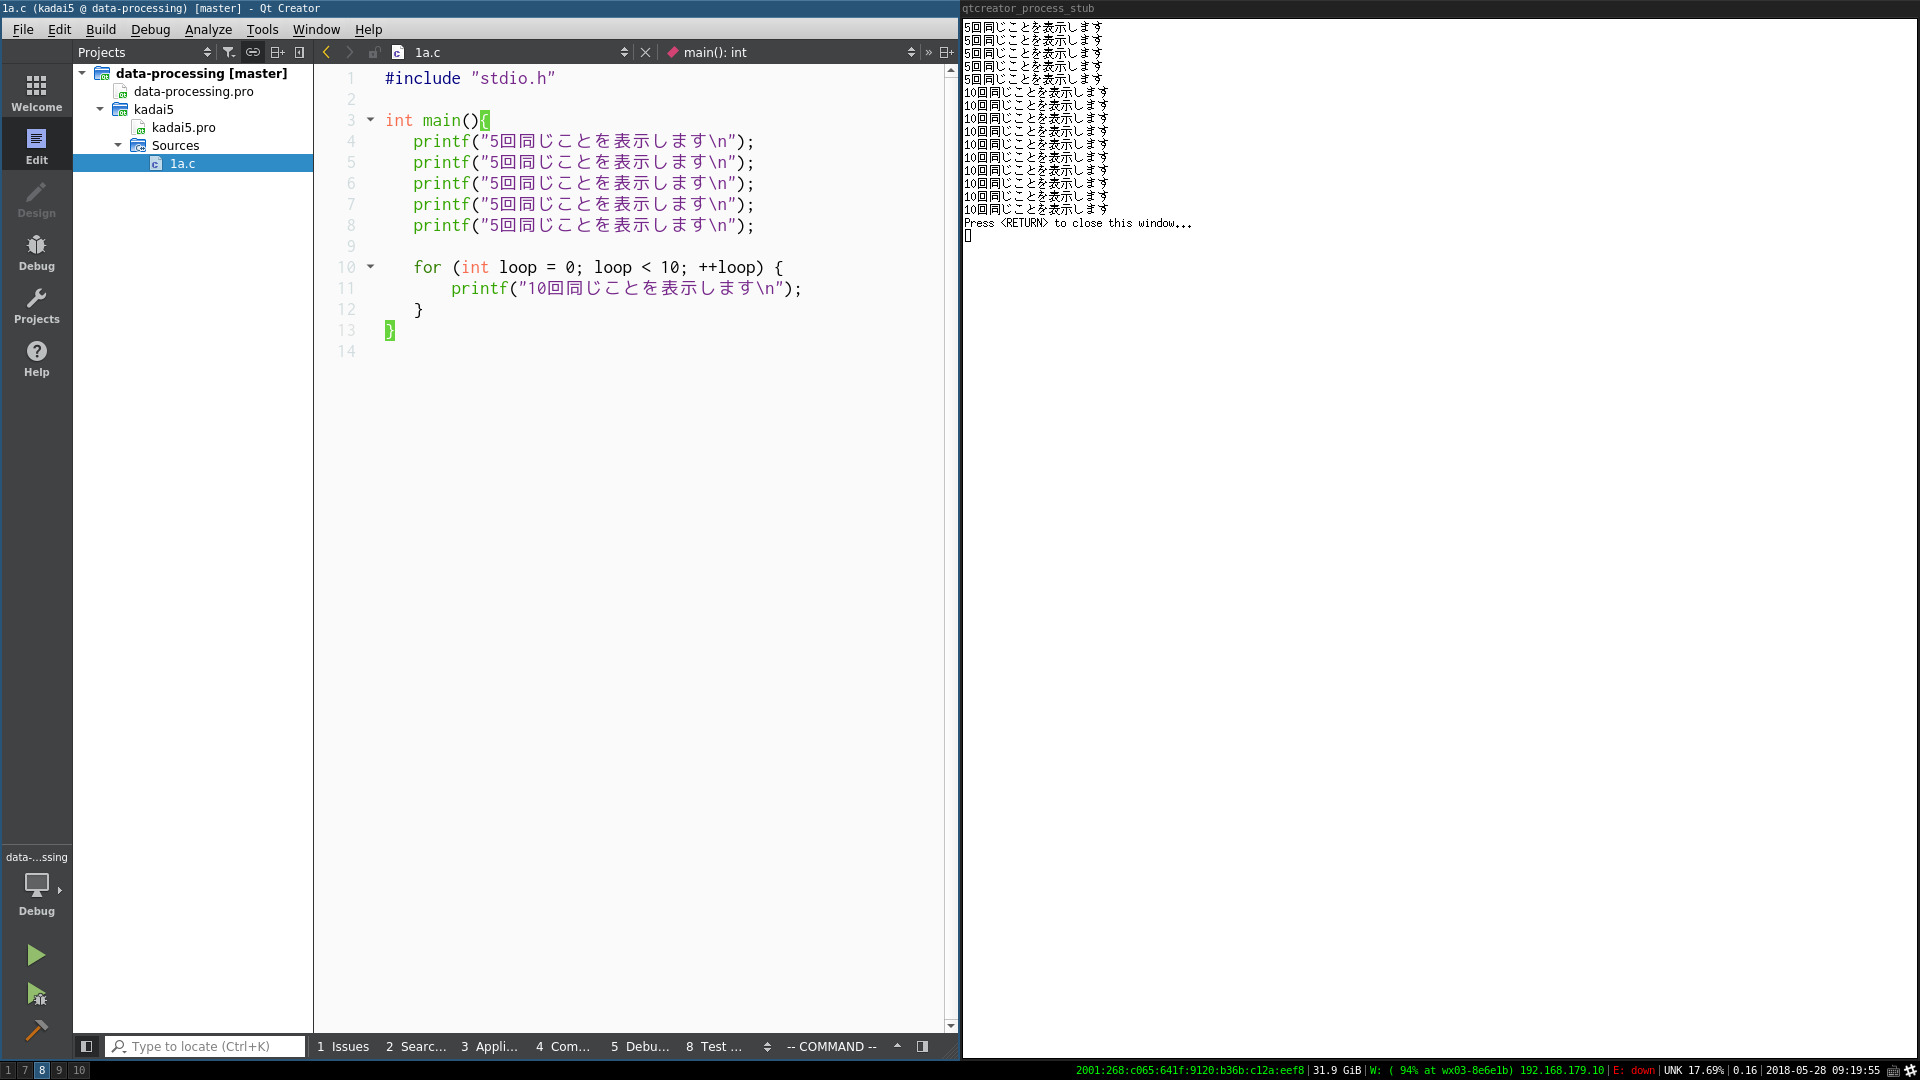 1a.c (kadai5 @ data-processing) [master] - Qt Creator
File Edit Build Debug Analyze Tools Window Help
Projects
1a.c
main(): int
»
Welcome
Edit
Design
Debug
Projects
Help
data-...ssing
Debug
data-processing [master]
data-processing.pro
kadai5
kadai5.pro
Sources
1a.c
1 #include "stdio.h"
2
3 int main(){
4 printf("5回同じことを表示します\n");
5 printf("5回同じことを表示します\n");
6 printf("5回同じことを表示します\n");
7 printf("5回同じことを表示します\n");
8 printf("5回同じことを表示します\n");
9
10 for (int loop = 0; loop < 10; ++loop) {
11 printf("10回同じことを表示します\n");
12 }
13 }
14
Type to locate (Ctrl+K) 1 Issues 2 Searc... 3 Appli... 4 Com... 5 Debu... 8 Test ... -- COMMAND --
qtcreator_process_stub
5回同じことを表示します
5回同じことを表示します
5回同じことを表示します
5回同じことを表示します
5回同じことを表示します
10回同じことを表示します
10回同じことを表示します
10回同じことを表示します
10回同じことを表示します
10回同じことを表示します
10回同じことを表示します
10回同じことを表示します
10回同じことを表示します
10回同じことを表示します
10回同じことを表示します
Press <RETURN> to close this window...
1 7 8 9 10
2001:268:c065:641f:9120:b36b:c12a:eef8|31.9 GiB|W: ( 94% at wx03-8e6e1b) 192.168.179.10|E: down|UNK 17.69%|0.16|2018-05-28 09:19:55